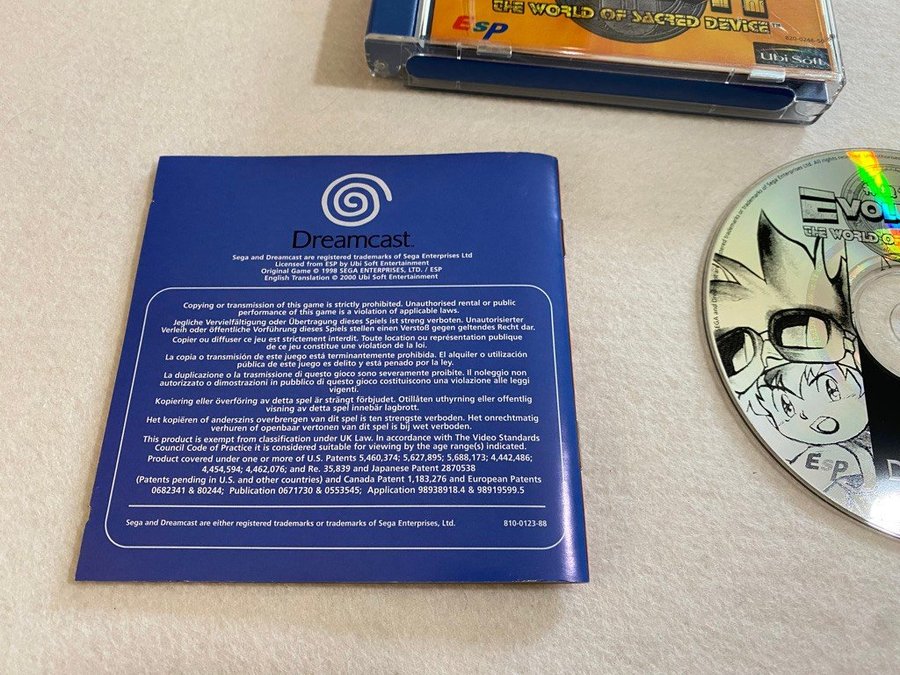 THE WORLD OF SACRED DEVICE™
ESP
Ubi Soft
Dreamcast™
Sega and Dreamcast are registered trademarks of Sega Enterprises Ltd
Licensed from ESP by Ubi Soft Entertainment
Original Game © 1998 SEGA ENTERPRISES, LTD. / ESP
English Translation © 2000 Ubi Soft Entertainment
Copying or transmission of this game is strictly prohibited. Unauthorised rental or public
performance of this game is a violation of applicable laws.
Jegliche Vervielfältigung oder Übertragung dieses Spiels ist streng verboten. Unautorisierter
Verleih oder öffentliche Vorführung dieses Spiels stellen einen Verstoß gegen geltendes Recht dar.
Copier ou diffuser ce jeu est strictement interdit. Toute location ou représentation publique
de ce jeu constitue une violation de la loi.
La copia o transmisión de este juego está terminantemente prohibida. El alquiler o utilización
pública de este juego es delito y está penado por la ley.
La duplicazione o la trasmissione di questo gioco sono severamente proibite. Il noleggio non
autorizzato o dimostrazioni in pubblico di questo gioco costituiscono una violazione alle leggi
vigenti.
Kopiering eller överföring av detta spel är strängt förbjudet. Otillåten uthyrning eller offentlig
visning av detta spel innebär lagbrott.
Het kopiëren of anderszins overbrengen van dit spel is ten strengste verboden. Het onrechtmatig
verhuren of openbaar vertonen van dit spel is bij wet verboden.
This product is exempt from classification under UK Law. In accordance with The Video Standards
Council Code of Practice it is considered suitable for viewing by the age range(s) indicated.
Product covered under one or more of U.S. Patents 5,460,374; 5,627,895; 5,688,173; 4,442,486;
4,454,594; 4,462,076; and Re. 35,839 and Japanese Patent 2870538
(Patents pending in U.S. and other countries) and Canada Patent 1,183,276 and European Patents
0682341 & 80244; Publication 0671730 & 0553545; Application 98938918.4 & 98919599.5
Sega and Dreamcast are either registered trademarks or trademarks of Sega Enterprises, Ltd. 810-0123-88
THE WORLD O
ESP